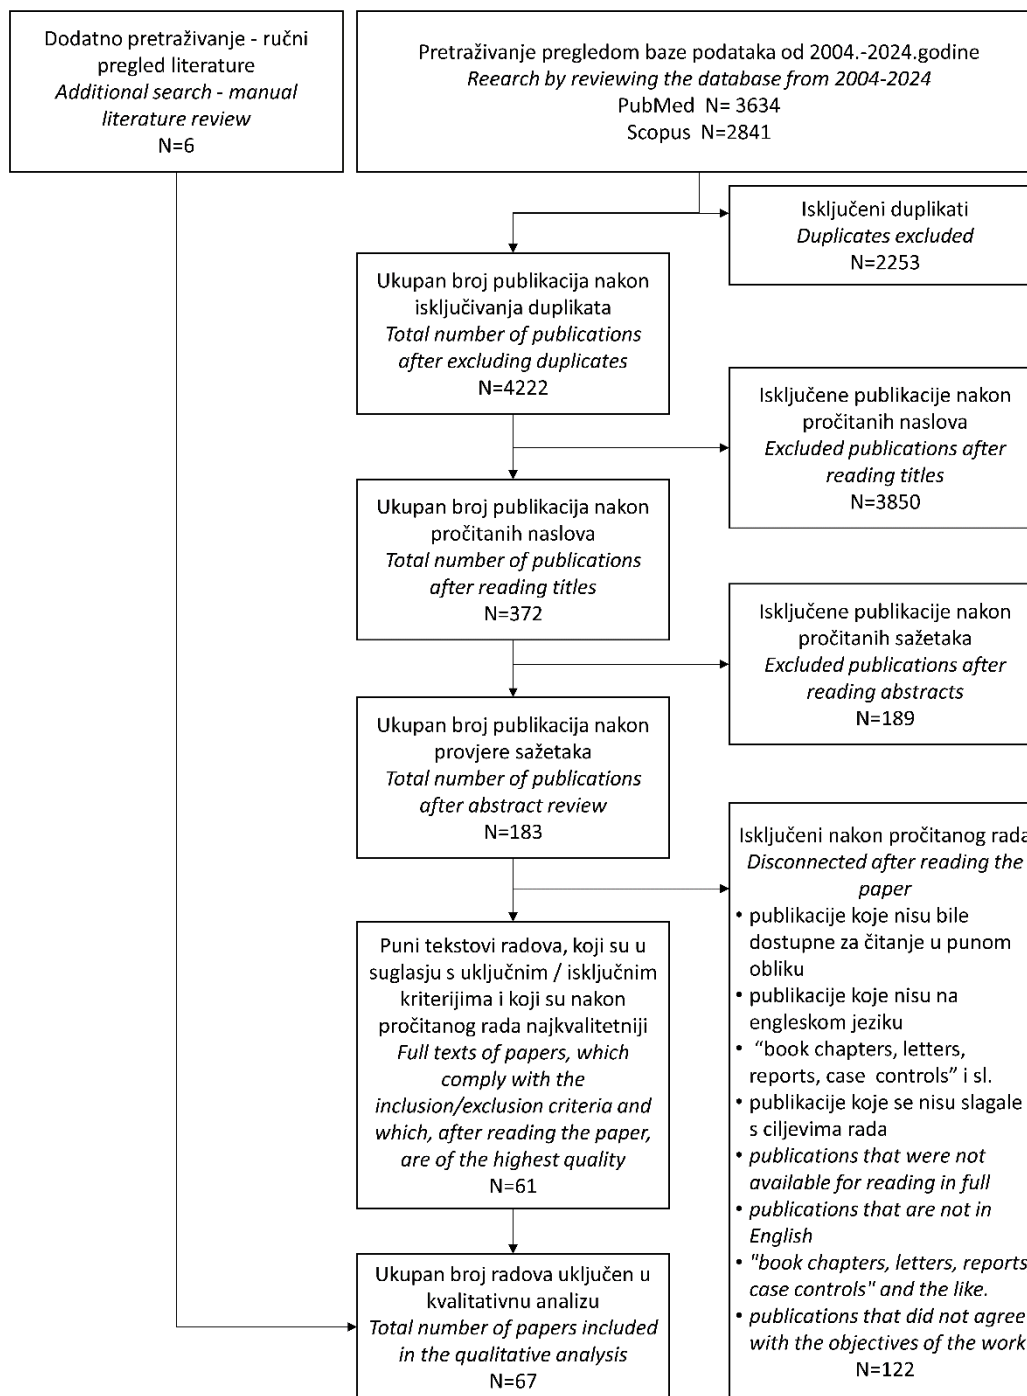 Dodatno pretraživanje - ručni
pregled literature
Additional search - manual
literature review
N=6
Pretraživanje pregledom baze podataka od 2004.-2024.godine
Reearch by reviewing the database from 2004-2024
PubMed N= 3634
Scopus N=2841
Isključeni duplikati
Duplicates excluded
N=2253
Ukupan broj publikacija nakon
isključivanja duplikata
Total number of publications
after excluding duplicates
N=4222
Isključene publikacije nakon
pročitanih naslova
Excluded publications after
reading titles
N=3850
Ukupan broj publikacija nakon
pročitanih naslova
Total number of publications
after reading titles
N=372
Isključene publikacije nakon
pročitanih sažetaka
Excluded publications after
reading abstracts
N=189
Ukupan broj publikacija nakon
provjere sažetaka
Total number of publications
after abstract review
N=183
Isključeni nakon pročitanog rada
Disconnected after reading the
paper
• publikacije koje nisu bile
dostupne za čitanje u punom
obliku
• publikacije koje nisu na
engleskom jeziku
• “book chapters, letters,
reports, case controls” i sl.
• publikacije koje se nisu slagale
s ciljevima rada
• publications that were not
available for reading in full
• publications that are not in
English
• "book chapters, letters, reports
case controls" and the like.
• publications that did not agree
with the objectives of the work
N=122
Puni tekstovi radova, koji su u
suglasju s uključnim / isključnim
kriterijima i koji su nakon
pročitanog rada najkvalitetniji
Full texts of papers, which
comply with the
inclusion/exclusion criteria and
which, after reading the paper,
are of the highest quality
N=61
Ukupan broj radova uključen u
kvalitativnu analizu
Total number of papers included
in the qualitative analysis
N=67